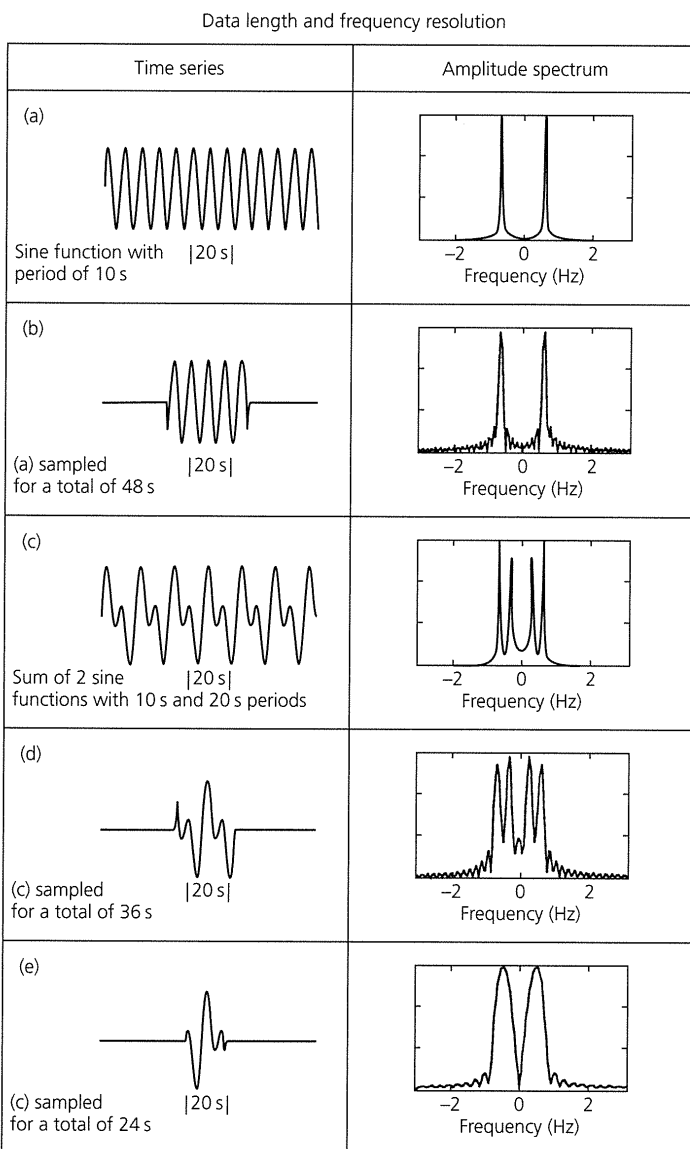 Data length and frequency resolution
Time series
Amplitude spectrum
(a)
Sine function with
period of 10 s
|20 s|
−2 0 2
Frequency (Hz)
(b)
(a) sampled
for a total of 48 s
|20 s|
−2 0 2
Frequency (Hz)
(c)
Sum of 2 sine
functions with 10 s and 20 s periods
|20 s|
−2 0 2
Frequency (Hz)
(d)
(c) sampled
for a total of 36 s
|20 s|
−2 0 2
Frequency (Hz)
(e)
(c) sampled
for a total of 24 s
|20 s|
−2 0 2
Frequency (Hz)